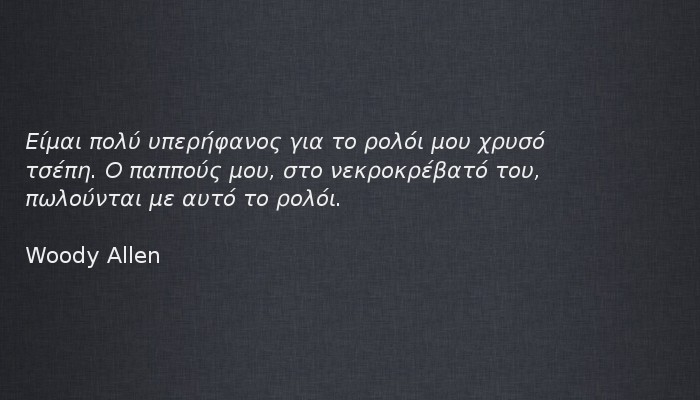 Είμαι πολύ υπερήφανος για το ρολόι μου χρυσό
τσέπη. Ο παππούς μου, στο νεκροκρέβατό του,
πωλούνται με αυτό το ρολόι.
Woody Allen